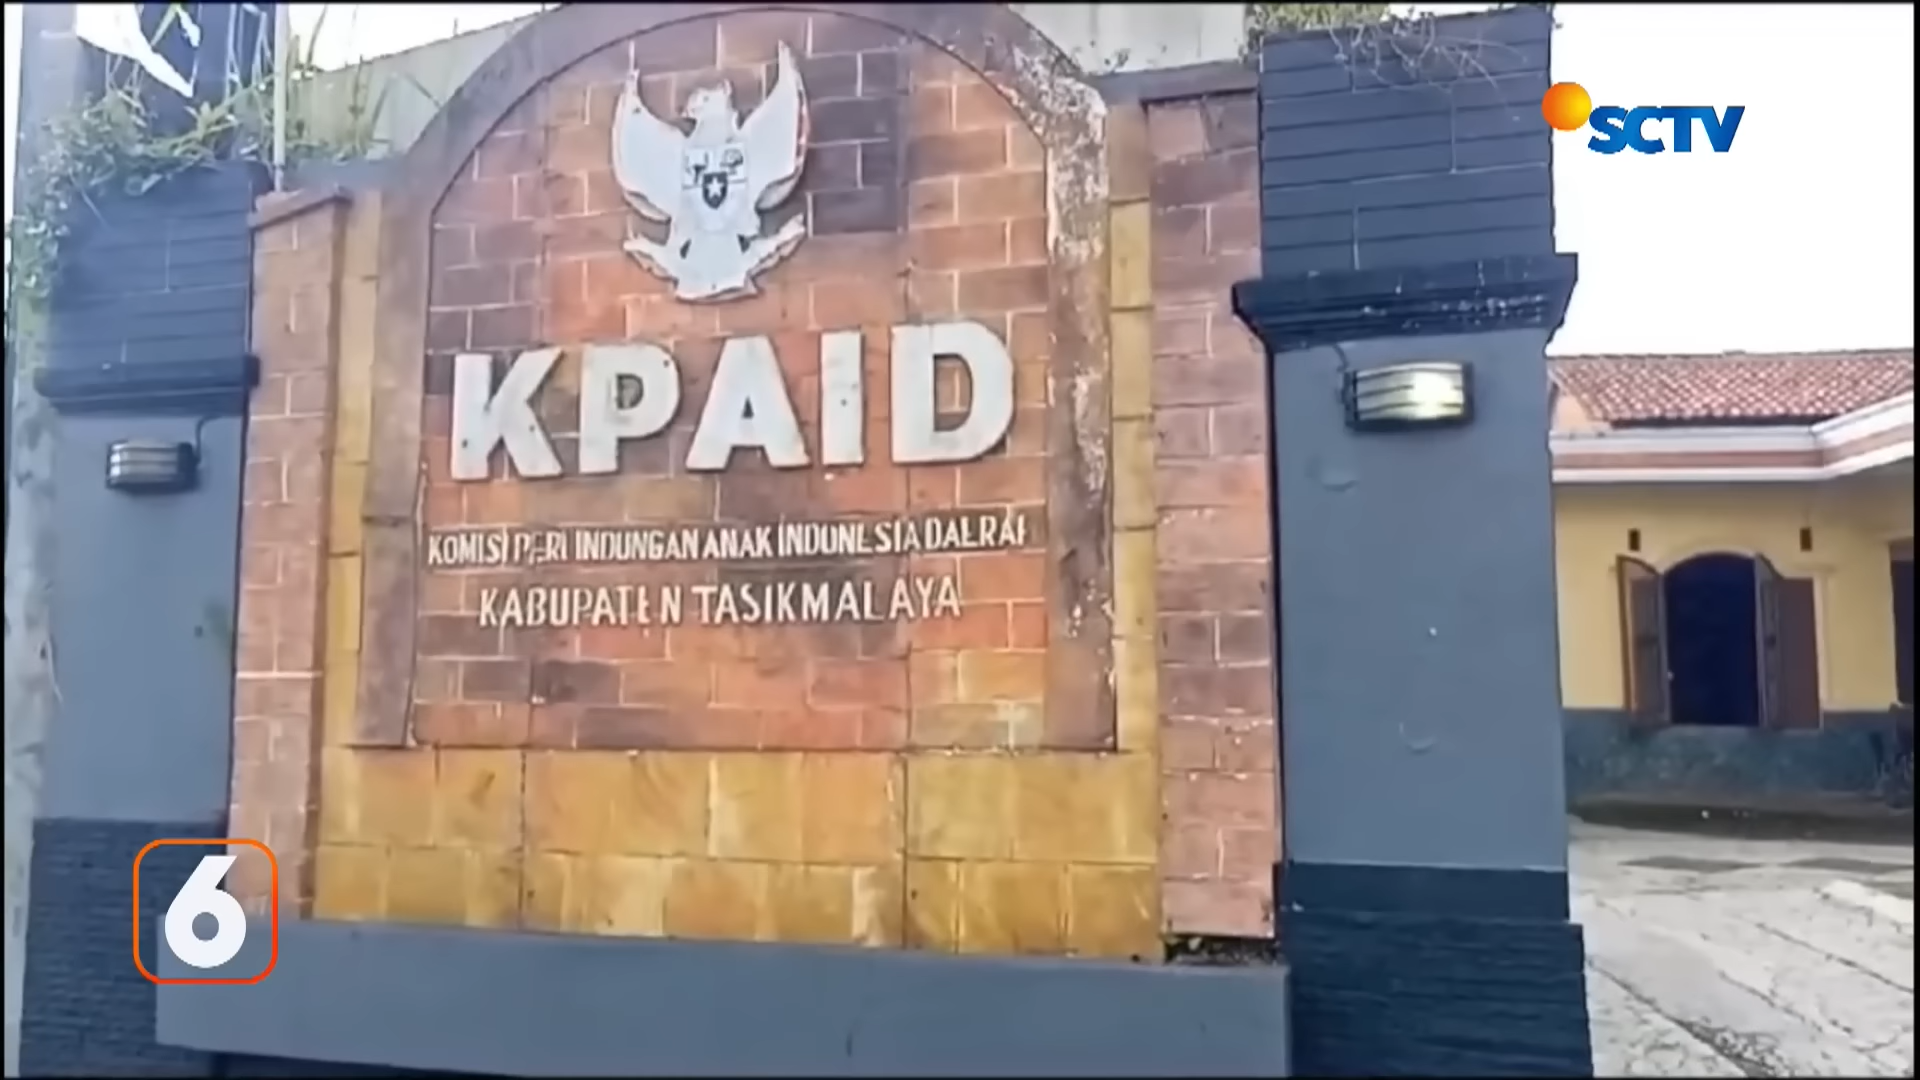 SCTV
KPAID
KOMISI PERLINDUNGAN ANAK INDONESIA DAERAH
KABUPATEN TASIKMALAYA
6